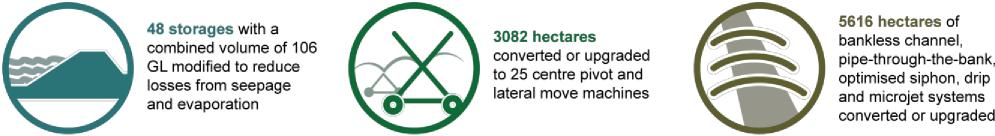 48 storages with a
combined volume of 106
GL modified to reduce
losses from seepage
and evaporation
3082 hectares
converted or upgraded
to 25 centre pivot and
lateral move machines
5616 hectares of
bankless channel,
pipe-through-the-bank,
optimised siphon, drip
and microjet systems
converted or upgraded